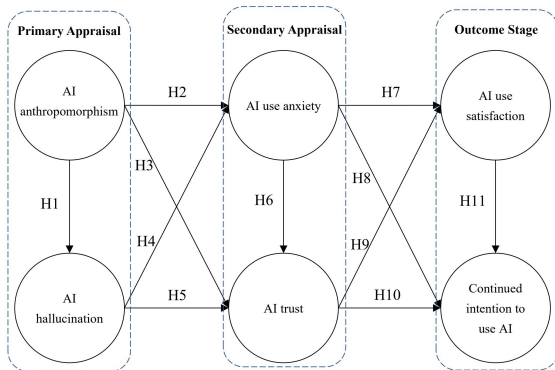 Primary Appraisal
Secondary Appraisal
Outcome Stage
AI
anthropomorphism
H2
AI use anxiety
H7
AI use
satisfaction
H3
H8
H1
H6
H11
H4
H9
AI
hallucination
H5
AI trust
H10
Continued
intention to
use AI